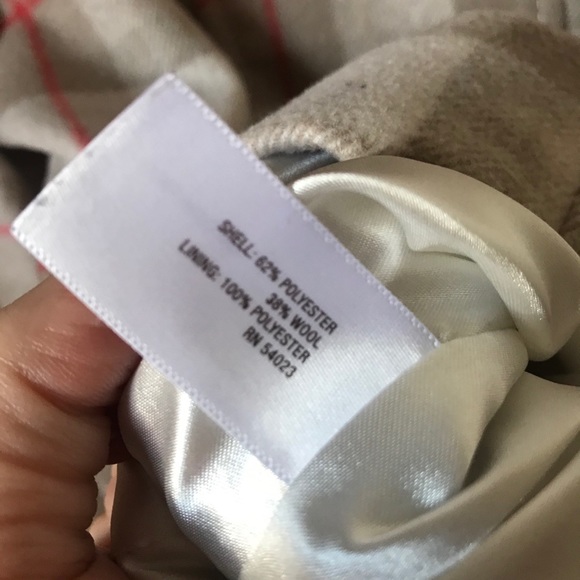 SHELL: 62% POLYESTER
38% WOOL
LINING: 100% POLYESTER
RN 54023